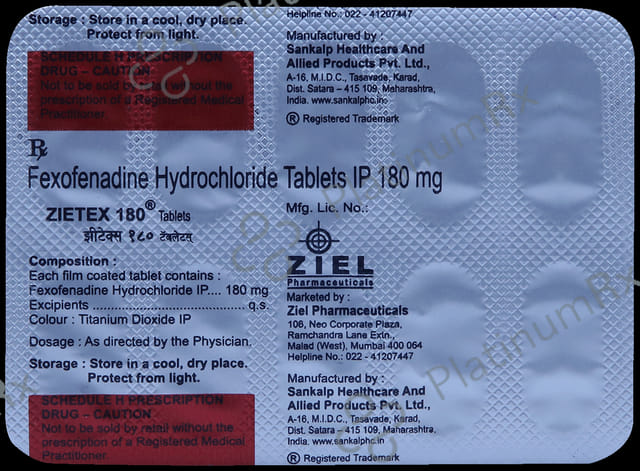 Storage : Store in a cool, dry place.
Protect from light.
SCHEDULE H PRESCRIPTION
DRUG – CAUTION
Not to be sold by retail without the
prescription of a Registered Medical
Practitioner.
Helpline No.: 022 - 41207447
Manufactured by :
Sankalp Healthcare And
Allied Products Pvt. Ltd.,
A-16, M.I.D.C., Tasavade, Karad,
Dist. Satara – 415 109, Maharashtra,
India. www.sankalphc.in
® Registered Trademark
Rx
Fexofenadine Hydrochloride Tablets IP 180 mg
ZIETEX 180® Tablets
झीटेक्स १८० टॅबलेटस्
Composition :
Each film coated tablet contains :
Fexofenadine Hydrochloride IP.... 180 mg
Excipients ................................ q.s.
Colour : Titanium Dioxide IP
Dosage : As directed by the Physician.
Storage : Store in a cool, dry place.
Protect from light.
SCHEDULE H PRESCRIPTION
DRUG – CAUTION
Not to be sold by retail without the
prescription of a Registered Medical
Practitioner.
Mfg. Lic. No.:
ZIEL
Pharmaceuticals
Marketed by :
Ziel Pharmaceuticals
106, Neo Corporate Plaza,
Ramchandra Lane Extn.,
Malad (West), Mumbai 400 064
Helpline No.: 022 - 41207447
Manufactured by :
Sankalp Healthcare And
Allied Products Pvt. Ltd.,
A-16, M.I.D.C., Tasavade, Karad,
Dist. Satara – 415 109, Maharashtra,
India. www.sankalphc.in
® Registered Trademark
PlatinumRx
PlatinumRx